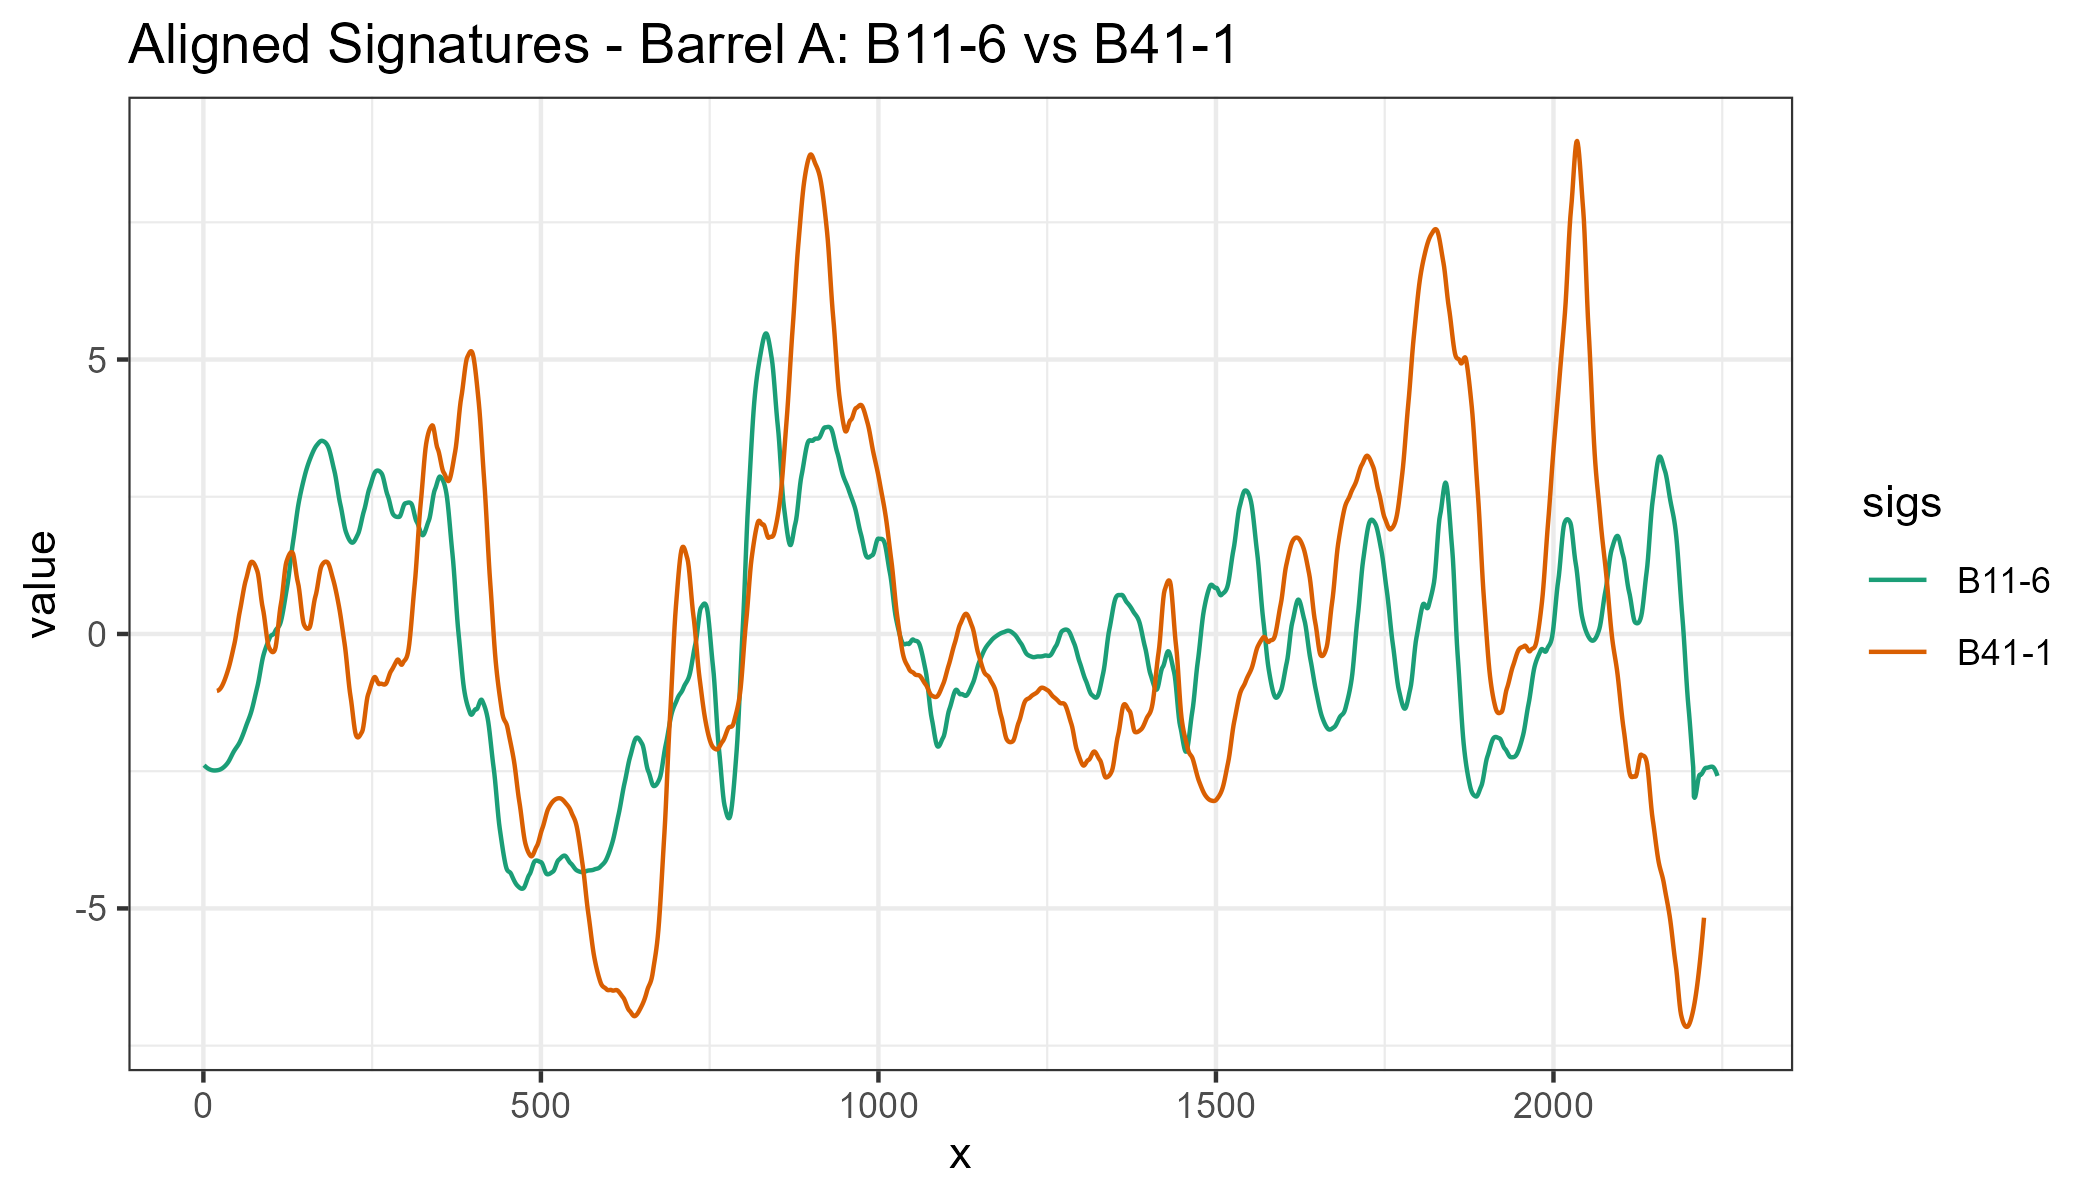 Aligned Signatures - Barrel A: B11-6 vs B41-1
value
5
0
-5
0
500
1000
1500
2000
x
sigs
B11-6
B41-1